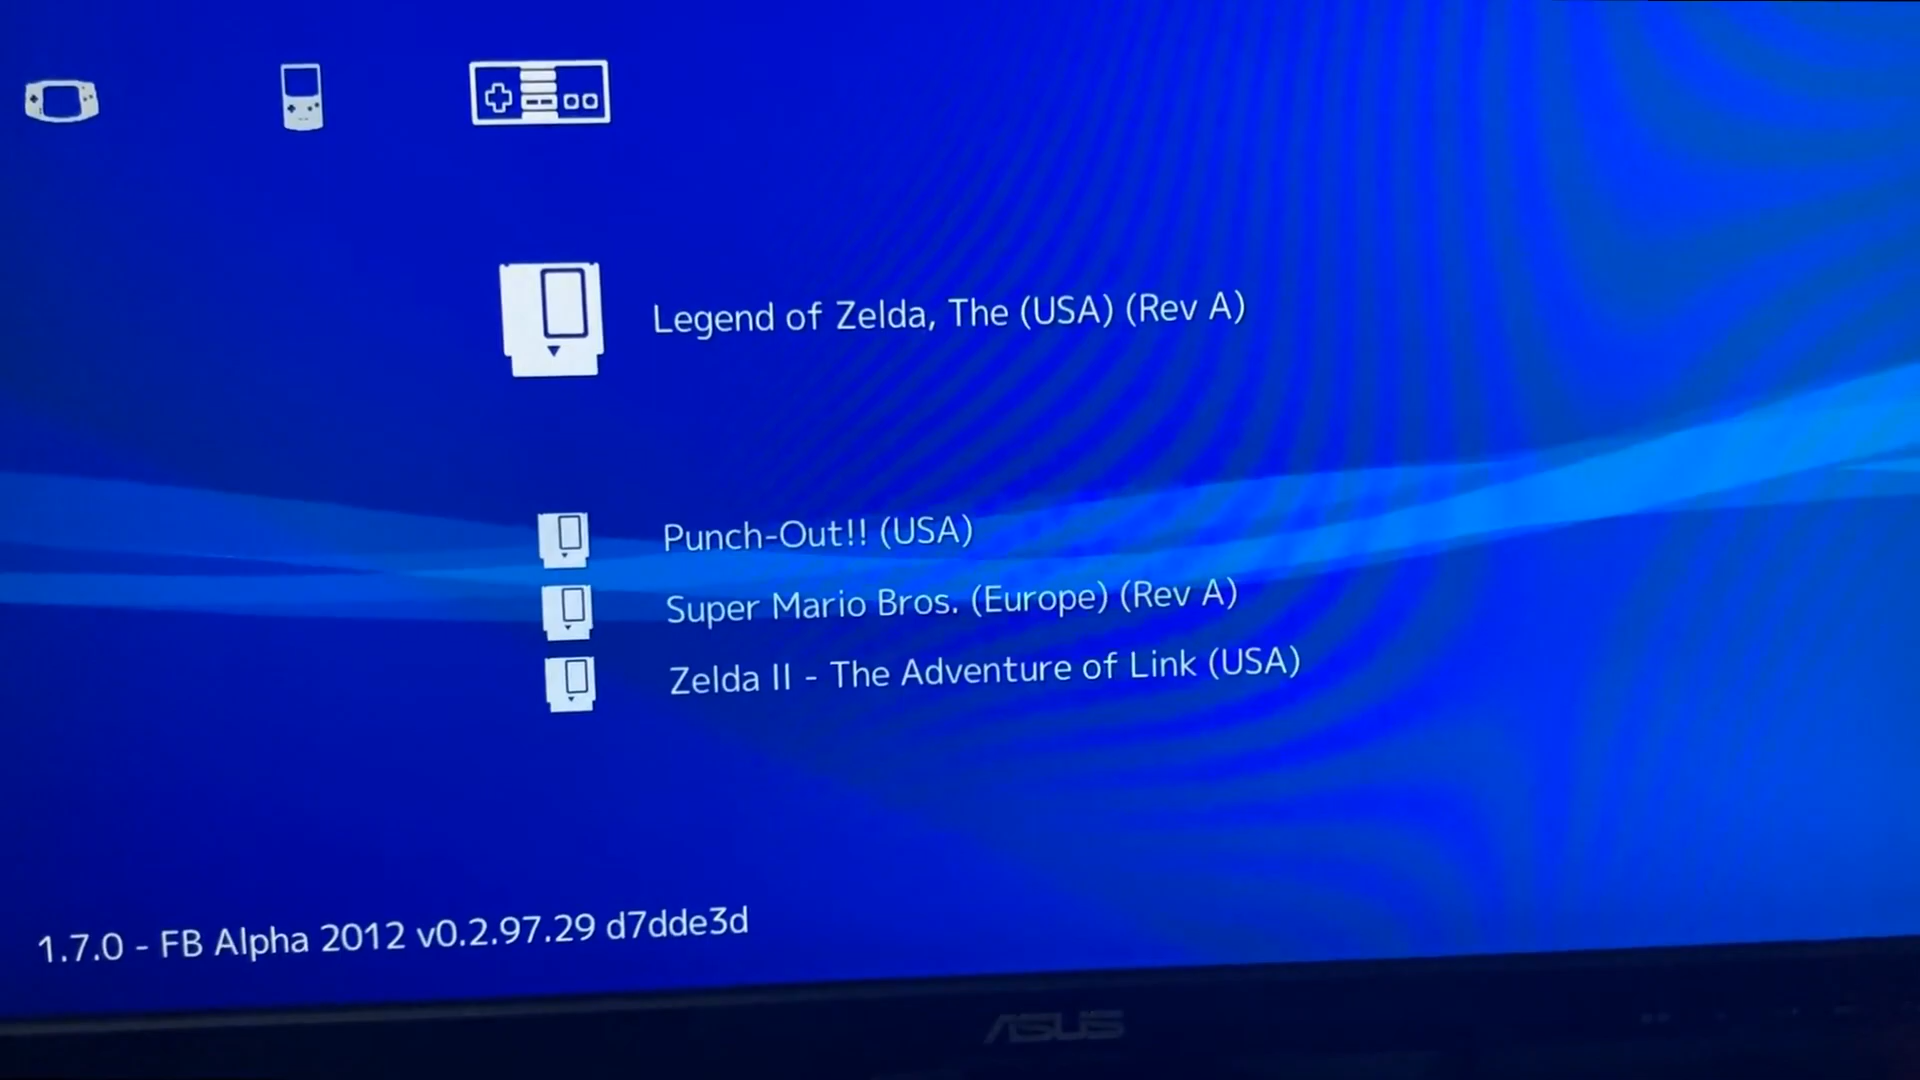 Legend of Zelda, The (USA) (Rev A)
Punch-Out!! (USA)
Super Mario Bros. (Europe) (Rev A)
Zelda II - The Adventure of Link (USA)
1.7.0 - FB Alpha 2012 v0.2.97.29 d7dde3d
ASUS